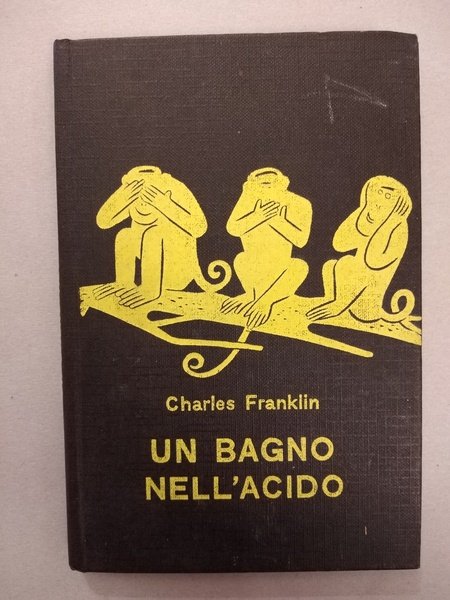 Charles Franklin
UN BAGNO
NELL'ACIDO